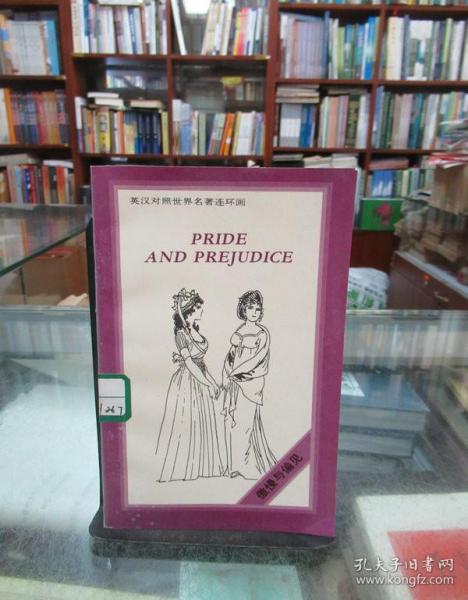 英汉对照世界名著连环画
PRIDE
AND PREJUDICE
1267
傲慢与偏见
孔夫子旧书网
www.kongfz.com